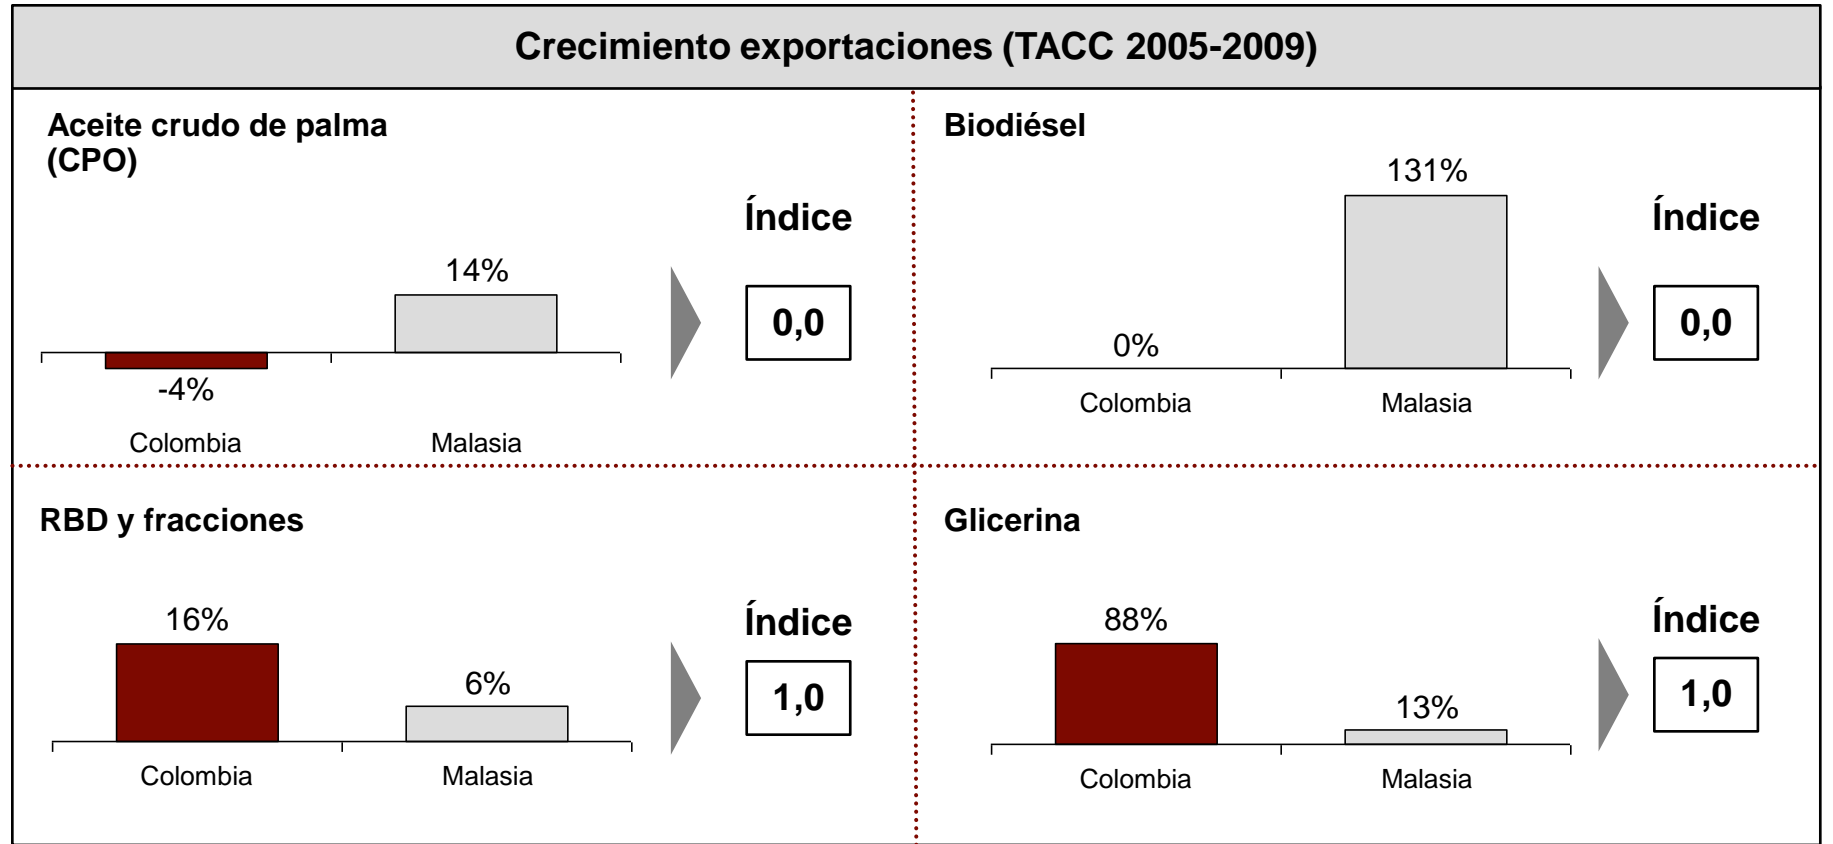 Crecimiento exportaciones (TACC 2005-2009)
Aceite crudo de palma
(CPO)
14%
-4%
Colombia
Malasia
Índice
0,0
Biodiésel
131%
0%
Colombia
Malasia
Índice
0,0
RBD y fracciones
16%
6%
Colombia
Malasia
Índice
1,0
Glicerina
88%
13%
Colombia
Malasia
Índice
1,0